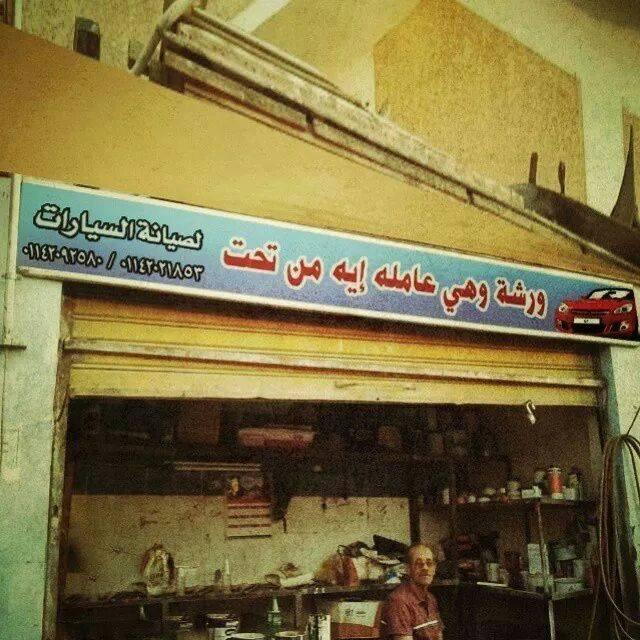 ورشة وهي عامله إيه من تحت
لصيانة السيارات
٠١١٤٢٠٢١٨٥٣ / ٠١١٤٢٠٩٢٥٨٠